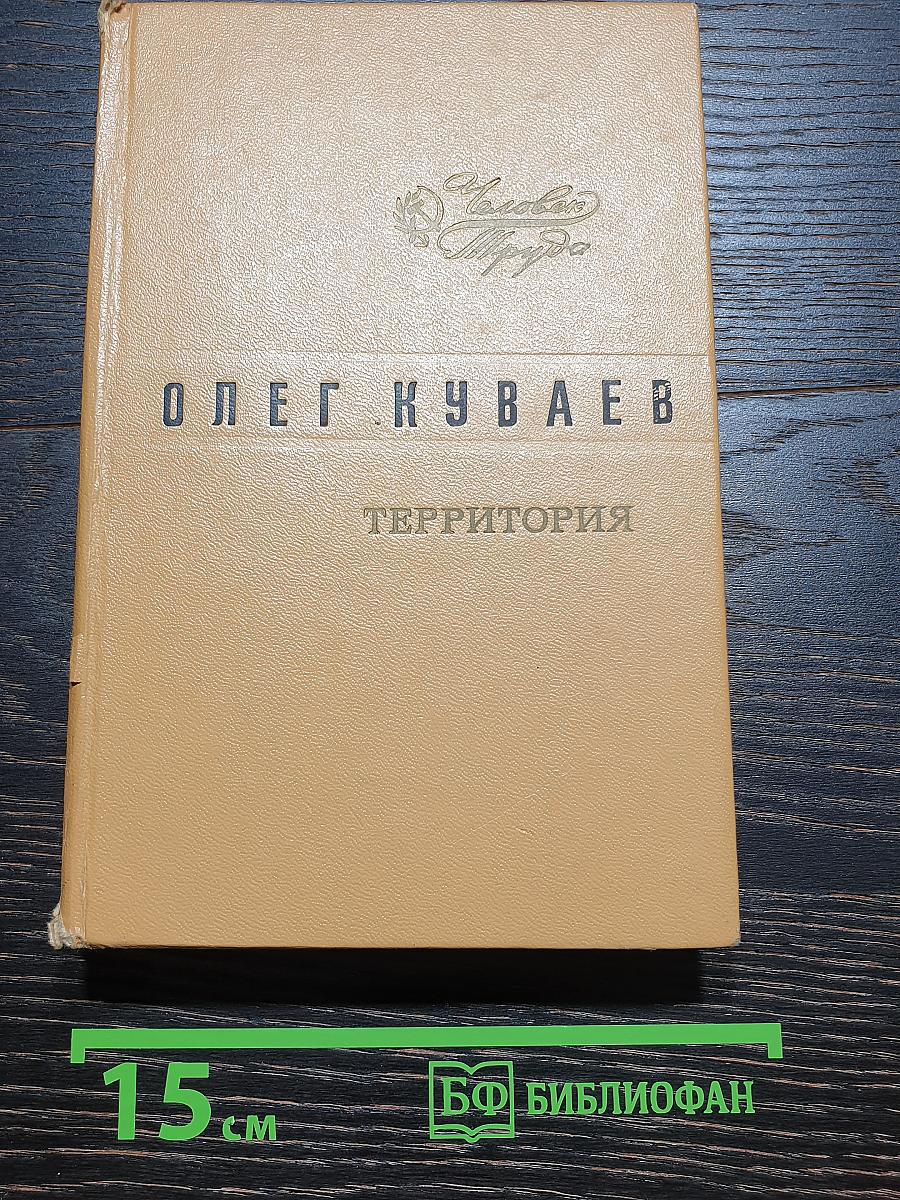 Человек
Труда
ОЛЕГ КУВАЕВ
ТЕРРИТОРИЯ
15 см
БФ БИБЛИОФАН